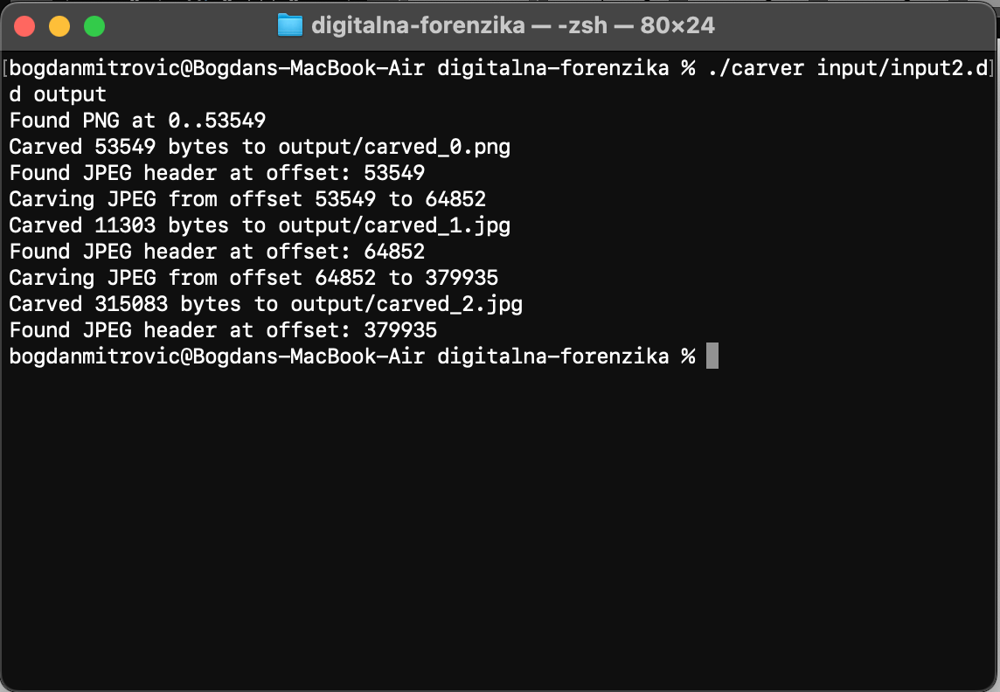 digitalna-forenzika — -zsh — 80×24
[bogdanmitrovic@Bogdans-MacBook-Air digitalna-forenzika % ./carver input/input2.d]
d output
Found PNG at 0..53549
Carved 53549 bytes to output/carved_0.png
Found JPEG header at offset: 53549
Carving JPEG from offset 53549 to 64852
Carved 11303 bytes to output/carved_1.jpg
Found JPEG header at offset: 64852
Carving JPEG from offset 64852 to 379935
Carved 315083 bytes to output/carved_2.jpg
Found JPEG header at offset: 379935
bogdanmitrovic@Bogdans-MacBook-Air digitalna-forenzika %